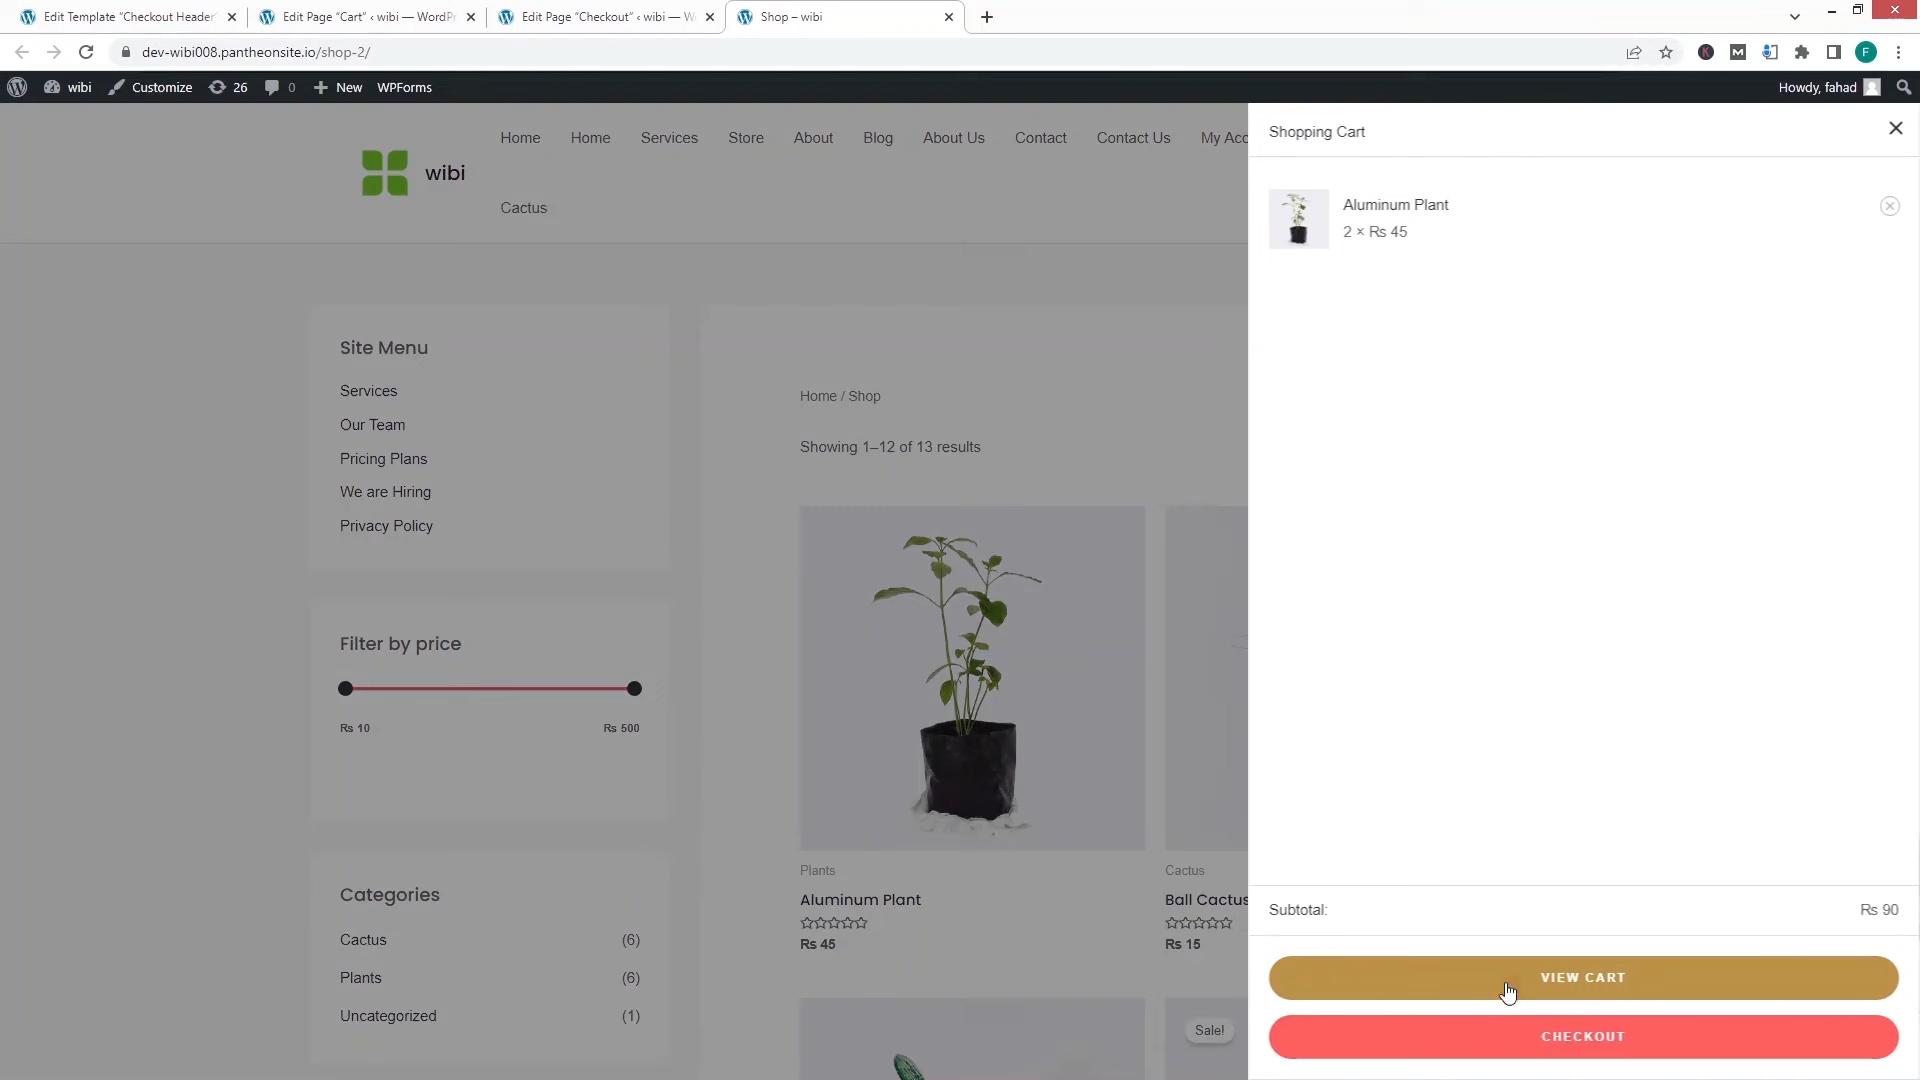 Edit Template "Checkout Header"
Edit Page "Cart" ‹ wibi — WordPr
Edit Page "Checkout" ‹ wibi — W
Shop – wibi
dev-wibi008.pantheonsite.io/shop-2/
F
wibi
Customize
26
0
New
WPForms
Howdy, fahad
Home
Home
Services
Store
About
Blog
About Us
Contact
Contact Us
My Acc
wibi
Cactus
Site Menu
Services
Our Team
Pricing Plans
We are Hiring
Privacy Policy
Filter by price
Rs 10
Rs 500
Categories
Cactus
(6)
Plants
(6)
Uncategorized
(1)
Home / Shop
Showing 1–12 of 13 results
Plants
Aluminum Plant
Rs 45
Cactus
Ball Cactus
Rs 15
Sale!
Shopping Cart
Aluminum Plant
2 × Rs 45
Subtotal:
Rs 90
VIEW CART
CHECKOUT